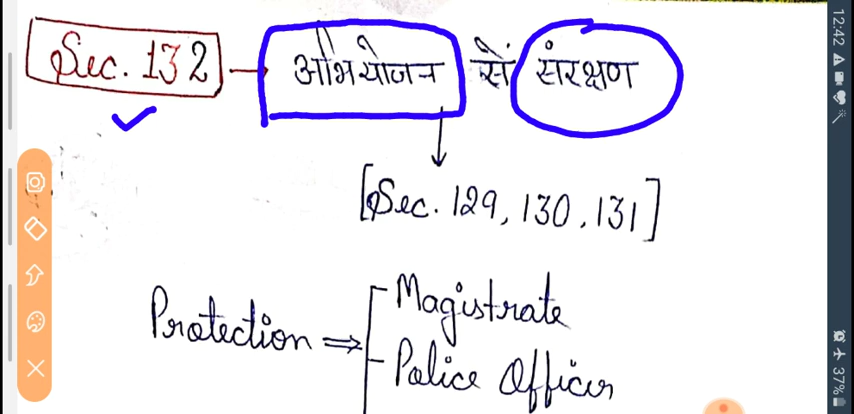 Sec. 132 → अभियोजन से संरक्षण
[Sec. 129, 130, 131]
Protection ⇒ Magistrate
Police Officer
12:42
37%